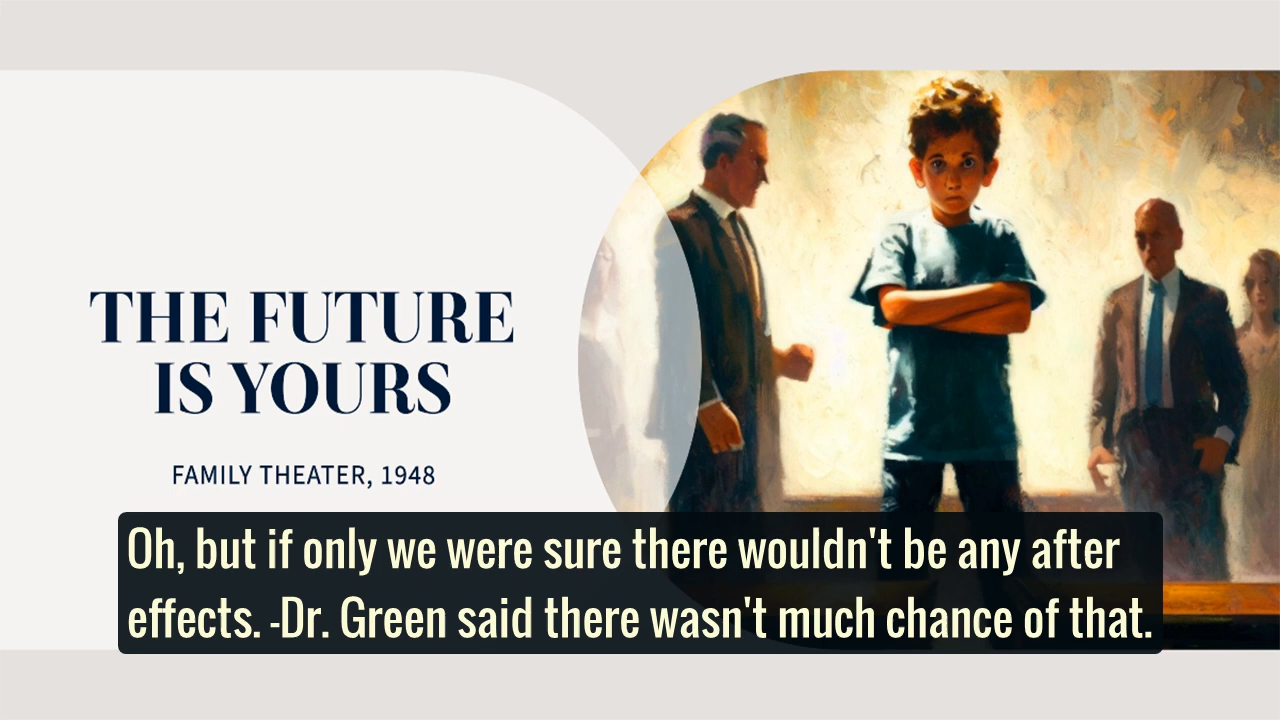 THE FUTURE
IS YOURS
FAMILY THEATER, 1948
Oh, but if only we were sure there wouldn't be any after
effects. -Dr. Green said there wasn't much chance of that.